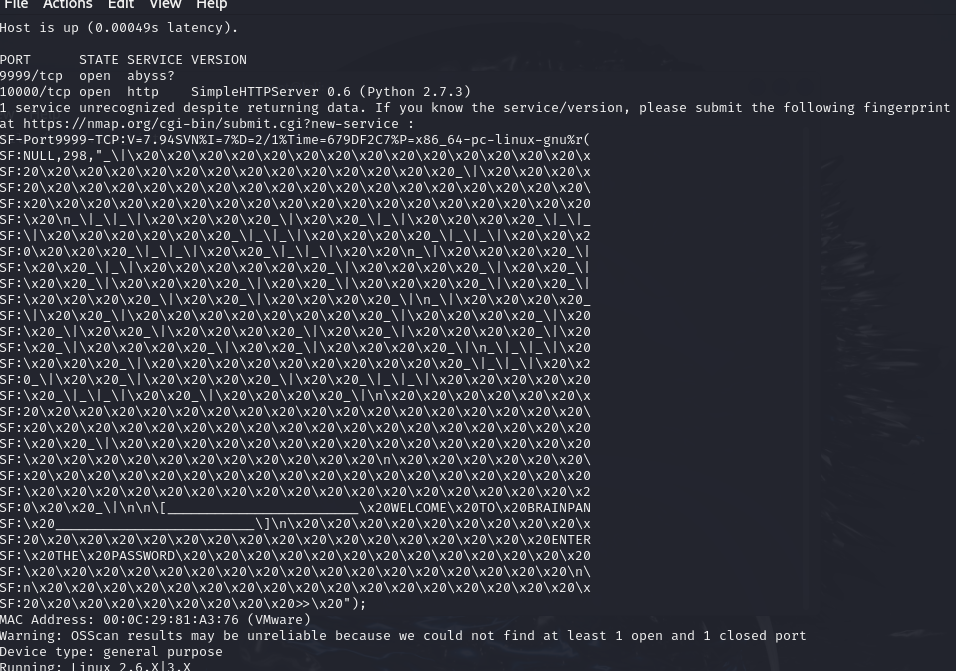 File Actions Edit View Help
Host is up (0.00049s latency).
PORT      STATE SERVICE VERSION
9999/tcp  open  abyss?
10000/tcp open  http    SimpleHTTPServer 0.6 (Python 2.7.3)
1 service unrecognized despite returning data. If you know the service/version, please submit the following fingerprint
at https://nmap.org/cgi-bin/submit.cgi?new-service :
SF-Port9999-TCP:V=7.94SVN%I=7%D=2/1%Time=679DF2C7%P=x86_64-pc-linux-gnu%r(
SF:NULL,298,"_\|\x20\x20\x20\x20\x20\x20\x20\x20\x20\x20\x20\x20\x20\x20\x
SF:20\x20\x20\x20\x20\x20\x20\x20\x20\x20\x20\x20\x20\x20_\|\x20\x20\x20\x
SF:20\x20\x20\x20\x20\x20\x20\x20\x20\x20\x20\x20\x20\x20\x20\x20\x20\x20\
SF:x20\x20\x20\x20\x20\x20\x20\x20\x20\x20\x20\x20\x20\x20\x20\x20\x20\x20
SF:\x20\n_\|_\|_\|\x20\x20\x20\x20_\|\x20\x20_\|_\|\x20\x20\x20\x20_\|_\|_
SF:\|\x20\x20\x20\x20\x20\x20_\|_\|_\|\x20\x20\x20\x20_\|_\|_\|\x20\x20\x2
SF:0\x20\x20\x20_\|_\|_\|\x20\x20_\|_\|_\|\x20\x20\n_\|\x20\x20\x20\x20_\|
SF:\x20\x20_\|_\|\x20\x20\x20\x20\x20\x20_\|\x20\x20\x20\x20_\|\x20\x20_\|
SF:\x20\x20_\|\x20\x20\x20\x20_\|\x20\x20_\|\x20\x20\x20\x20_\|\x20\x20_\|
SF:\x20\x20\x20\x20_\|\x20\x20_\|\x20\x20\x20\x20_\|\n_\|\x20\x20\x20\x20_
SF:\|\x20\x20_\|\x20\x20\x20\x20\x20\x20\x20\x20_\|\x20\x20\x20\x20_\|\x20
SF:\x20_\|\x20\x20_\|\x20\x20\x20\x20_\|\x20\x20_\|\x20\x20\x20\x20_\|\x20
SF:\x20_\|\x20\x20\x20\x20_\|\x20\x20_\|\x20\x20\x20\x20_\|\n_\|_\|_\|\x20
SF:\x20\x20\x20_\|\x20\x20\x20\x20\x20\x20\x20\x20\x20\x20_\|_\|_\|\x20\x2
SF:0_\|\x20\x20_\|\x20\x20\x20\x20_\|\x20\x20_\|_\|_\|\x20\x20\x20\x20\x20
SF:\x20_\|_\|_\|\x20\x20_\|\x20\x20\x20\x20_\|\n\x20\x20\x20\x20\x20\x20\x
SF:20\x20\x20\x20\x20\x20\x20\x20\x20\x20\x20\x20\x20\x20\x20\x20\x20\x20\
SF:x20\x20\x20\x20\x20\x20\x20\x20\x20\x20\x20\x20\x20\x20\x20\x20\x20\x20
SF:\x20\x20_\|\x20\x20\x20\x20\x20\x20\x20\x20\x20\x20\x20\x20\x20\x20\x20
SF:\x20\x20\x20\x20\x20\x20\x20\x20\x20\x20\x20\n\x20\x20\x20\x20\x20\x20\
SF:x20\x20\x20\x20\x20\x20\x20\x20\x20\x20\x20\x20\x20\x20\x20\x20\x20\x20
SF:\x20\x20\x20\x20\x20\x20\x20\x20\x20\x20\x20\x20\x20\x20\x20\x20\x20\x2
SF:0\x20\x20_\|\n\n\[________________________\x20WELCOME\x20TO\x20BRAINPAN
SF:\x20_________________________\]\n\x20\x20\x20\x20\x20\x20\x20\x20\x20\x
SF:20\x20\x20\x20\x20\x20\x20\x20\x20\x20\x20\x20\x20\x20\x20\x20\x20ENTER
SF:\x20THE\x20PASSWORD\x20\x20\x20\x20\x20\x20\x20\x20\x20\x20\x20\x20\x20
SF:\x20\x20\x20\x20\x20\x20\x20\x20\x20\x20\x20\x20\x20\x20\x20\x20\x20\n\
SF:n\x20\x20\x20\x20\x20\x20\x20\x20\x20\x20\x20\x20\x20\x20\x20\x20\x20\x
SF:20\x20\x20\x20\x20\x20\x20\x20\x20>>\x20");
MAC Address: 00:0C:29:81:A3:76 (VMware)
Warning: OSScan results may be unreliable because we could not find at least 1 open and 1 closed port
Device type: general purpose
Running: Linux 2.6.X|3.X